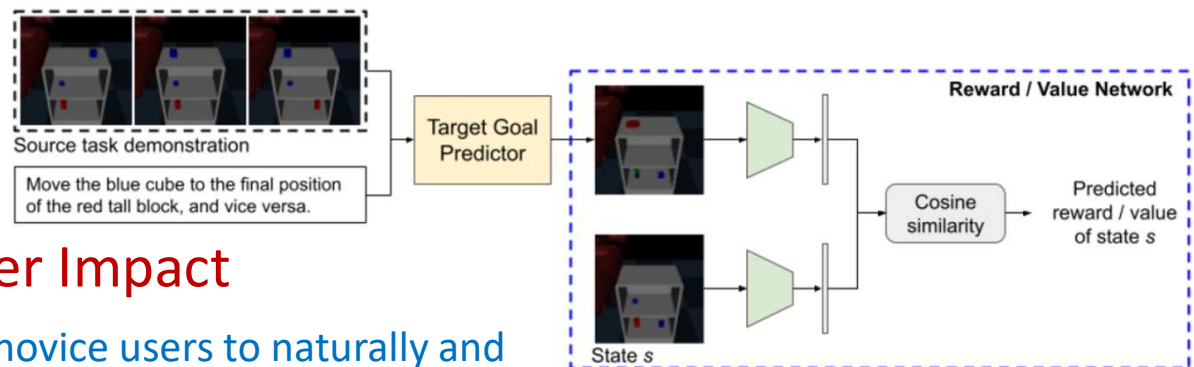 Source task demonstration
Move the blue cube to the final position
of the red tall block, and vice versa.
Target Goal
Predictor
Reward / Value Network
Cosine
similarity
Predicted
reward / value
of state s
State s
er Impact
novice users to naturally and